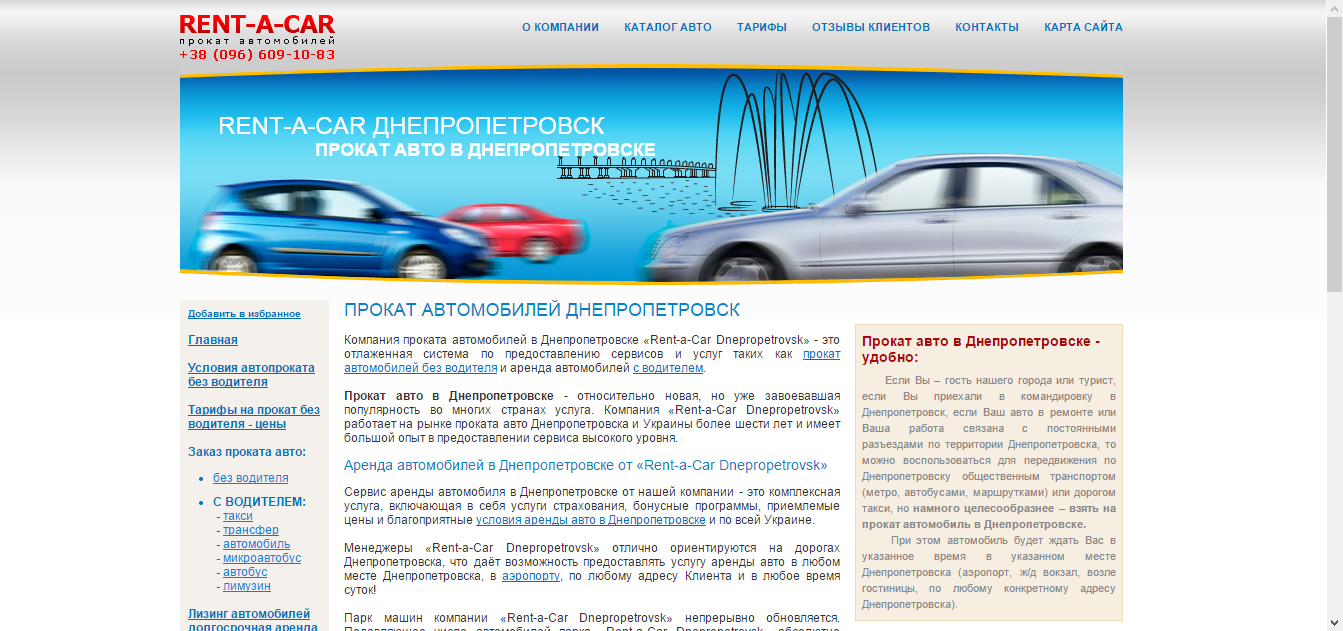 RENT-A-CAR
прокат автомобилей
+38 (096) 609-10-83
О КОМПАНИИ КАТАЛОГ АВТО ТАРИФЫ ОТЗЫВЫ КЛИЕНТОВ КОНТАКТЫ КАРТА САЙТА
RENT-A-CAR ДНЕПРОПЕТРОВСК
ПРОКАТ АВТО В ДНЕПРОПЕТРОВСКЕ
Добавить в избранное
Главная
Условия автопроката
без водителя
Тарифы на прокат без
водителя - цены
Заказ проката авто:
без водителя
С ВОДИТЕЛЕМ:
- такси
- трансфер
- автомобиль
- микроавтобус
- автобус
- лимузин
Лизинг автомобилей
долгосрочная аренда
ПРОКАТ АВТОМОБИЛЕЙ ДНЕПРОПЕТРОВСК
Компания проката автомобилей в Днепропетровске «Rent-a-Car Dnepropetrovsk» - это
отлаженная система по предоставлению сервисов и услуг таких как прокат
автомобилей без водителя и аренда автомобилей с водителем.
Прокат авто в Днепропетровске - относительно новая, но уже завоевавшая
популярность во многих странах услуга. Компания «Rent-a-Car Dnepropetrovsk»
работает на рынке проката авто Днепропетровска и Украины более шести лет и имеет
большой опыт в предоставлении сервиса высокого уровня.
Аренда автомобилей в Днепропетровске от «Rent-a-Car Dnepropetrovsk»
Сервис аренды автомобиля в Днепропетровске от нашей компании - это комплексная
услуга, включающая в себя услуги страхования, бонусные программы, приемлемые
цены и благоприятные условия аренды авто в Днепропетровске и по всей Украине.
Менеджеры «Rent-a-Car Dnepropetrovsk» отлично ориентируются на дорогах
Днепропетровска, что даёт возможность предоставлять услугу аренды авто в любом
месте Днепропетровска, в аэропорту, по любому адресу Клиента и в любое время
суток!
Парк машин компании «Rent-a-Car Dnepropetrovsk» непрерывно обновляется.
Подавляющее число автомобилей парка «Rent-a-Car Dnepropetrovsk» абсолютно
Прокат авто в Днепропетровске -
удобно:
Если Вы – гость нашего города или турист,
если Вы приехали в командировку в
Днепропетровск, если Ваш авто в ремонте или
Ваша работа связана с постоянными
разъездами по территории Днепропетровска, то
можно воспользоваться для передвижения по
Днепропетровску общественным транспортом
(метро, автобусами, маршрутками) или дорогом
такси, но намного целесообразнее – взять на
прокат автомобиль в Днепропетровске.
При этом автомобиль будет ждать Вас в
указанное время в указанном месте
Днепропетровска (аэропорт, ж/д вокзал, возле
гостиницы, по любому конкретному адресу
Днепропетровска).